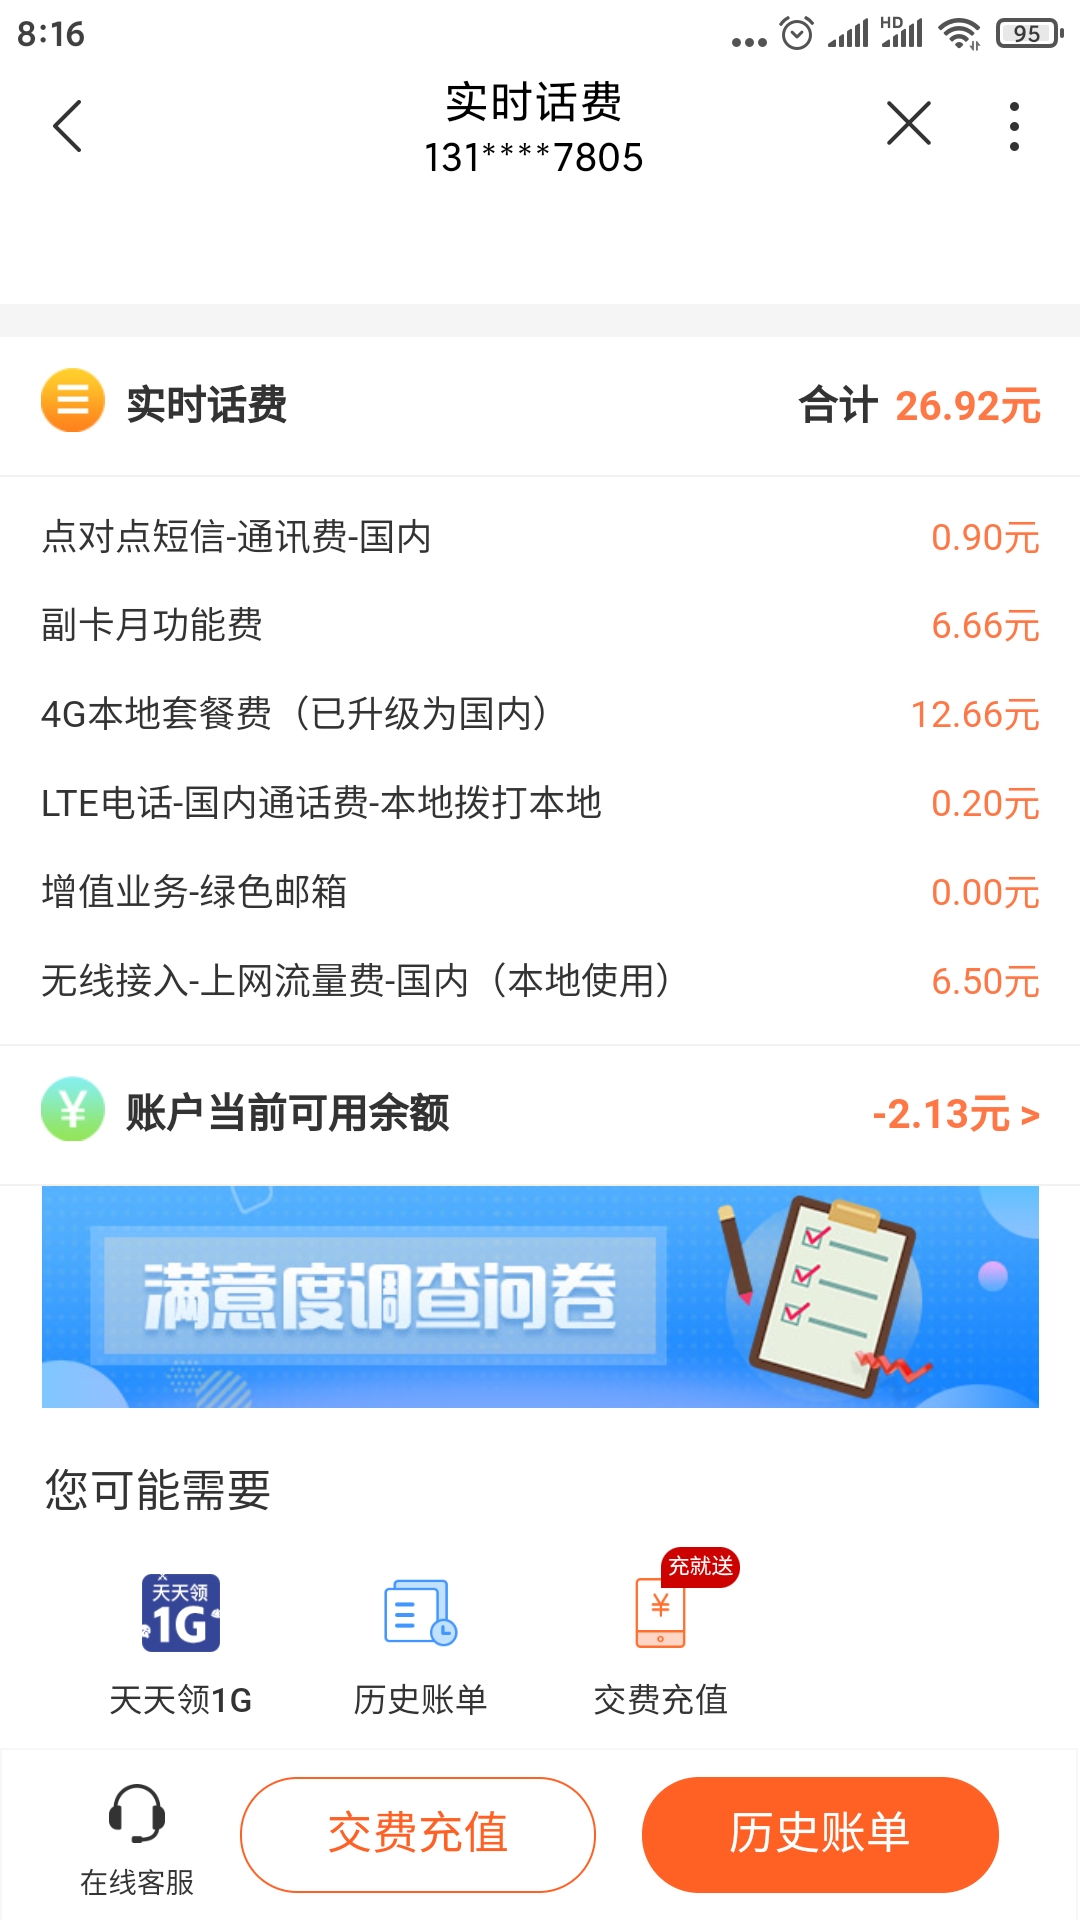 8:16
HD
95
实时话费
131****7805
实时话费 合计 26.92元
点对点短信-通讯费-国内 0.90元
副卡月功能费 6.66元
4G本地套餐费（已升级为国内） 12.66元
LTE电话-国内通话费-本地拨打本地 0.20元
增值业务-绿色邮箱 0.00元
无线接入-上网流量费-国内（本地使用） 6.50元
¥ 账户当前可用余额 -2.13元 >
满意度调查问卷
您可能需要
充就送
天天领
1G
¥
天天领1G 历史账单 交费充值
在线客服 交费充值 历史账单